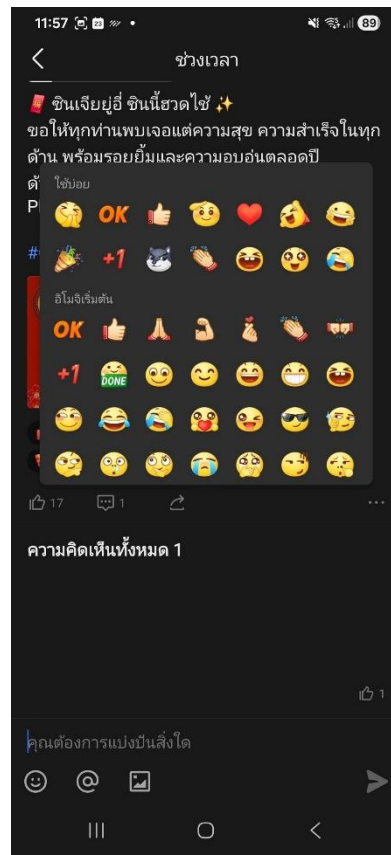 11:57
23
89
ช่วงเวลา
🧧 ซินเจียยู่อี่ ซินนี้ฮวดไช้ ✨
ขอให้ทุกท่านพบเจอแต่ความสุข ความสำเร็จในทุก
ด้าน พร้อมรอยยิ้มและความอบอุ่นตลอดปี
ด้
ใช้บ่อย
P
OK
#
+1
อิโมจิเริ่มต้น
OK
+1
DONE
17
1
ความคิดเห็นทั้งหมด 1
1
คุณต้องการแบ่งปันสิ่งใด
@